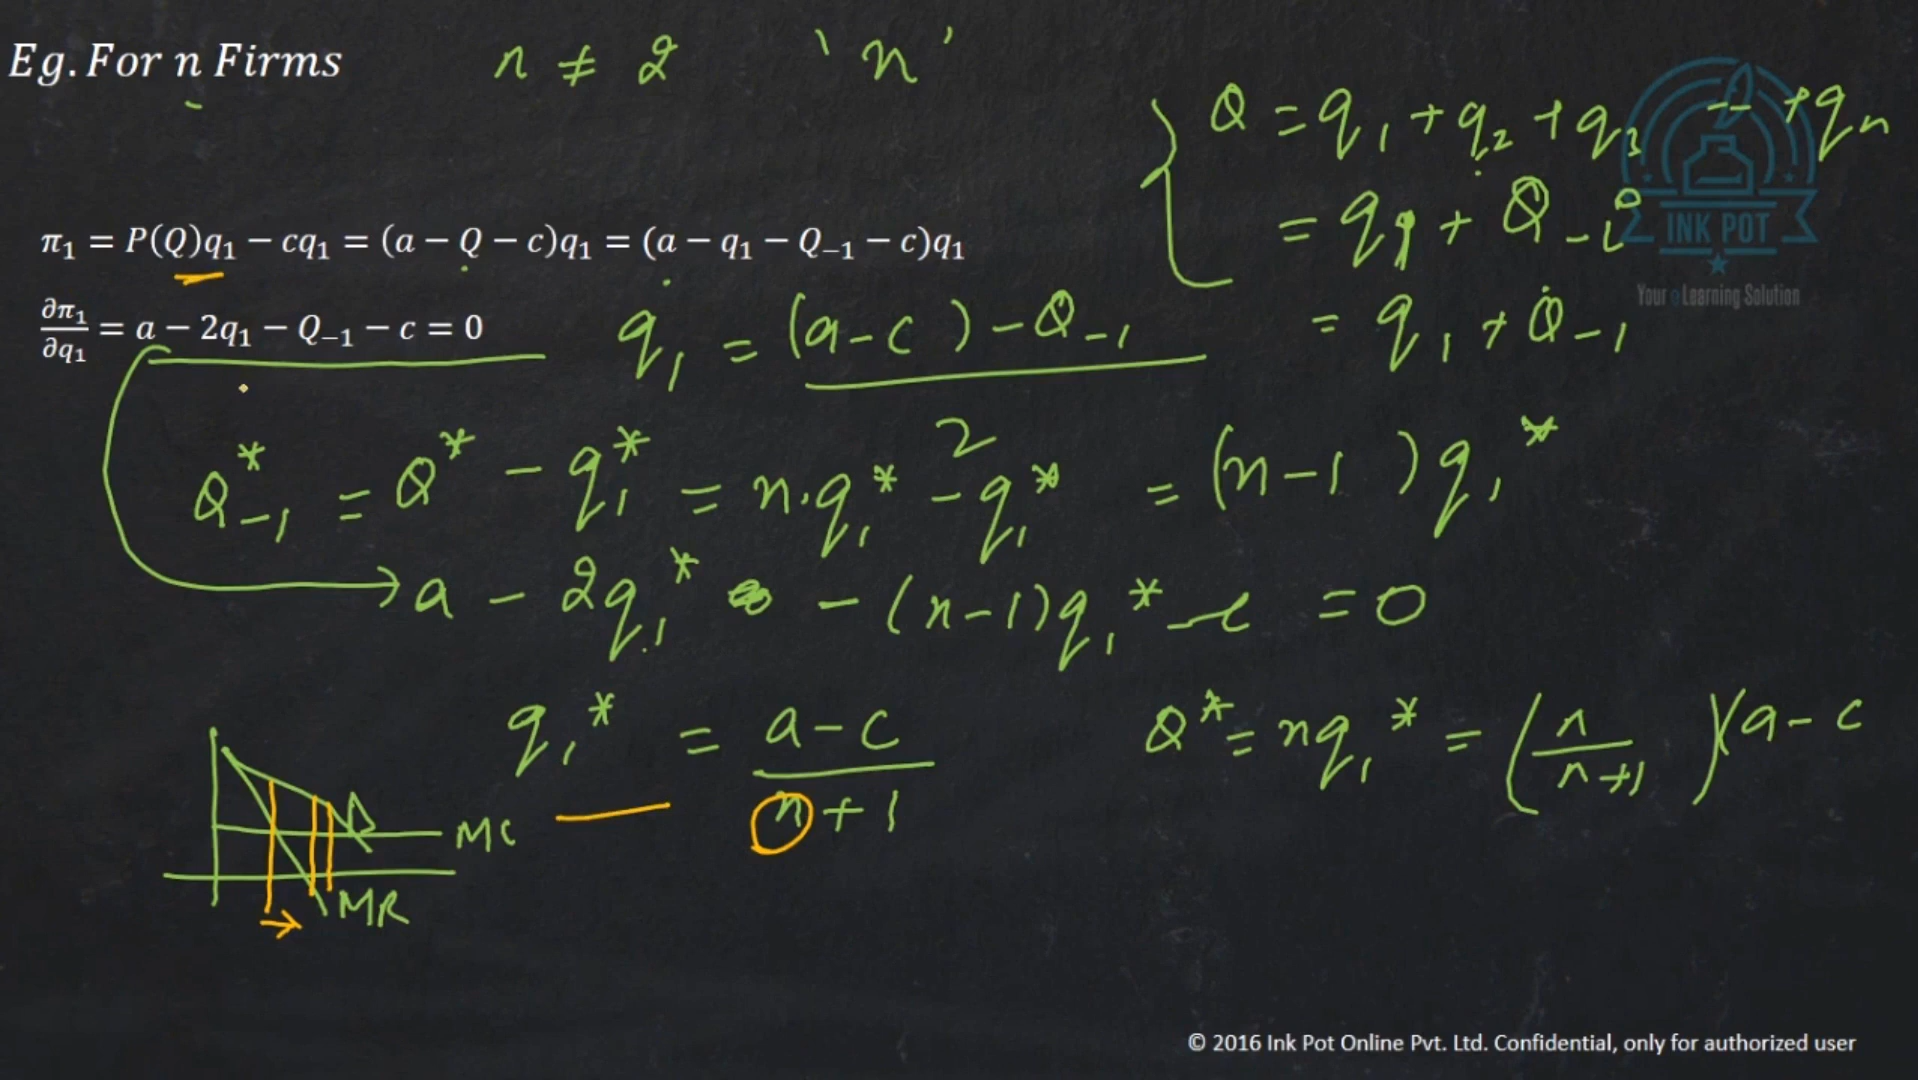 Eg. For n Firms n ≠ 2 'n'
Q = q₁ + q₂ + q₃ -- + qₙ
= q₁ + Q₋ᵢ
INK POT
Your eLearning Solution
π₁ = P(Q)q₁ − cq₁ = (a − Q − c)q₁ = (a − q₁ − Q₋₁ − c)q₁
∂π₁/∂q₁ = a − 2q₁ − Q₋₁ − c = 0
q₁ = (a-c) - Q₋₁ / 2
= q₁ + Q₋₁
Q₋₁* = Q* - q₁* = n.q₁* - q₁* = (n-1)q₁*
a - 2q₁* - (n-1)q₁* - c = 0
q₁* = a-c / n+1
Q* = nq₁* = (n/n+1)(a-c
MC
D
MR
© 2016 Ink Pot Online Pvt. Ltd. Confidential, only for authorized user